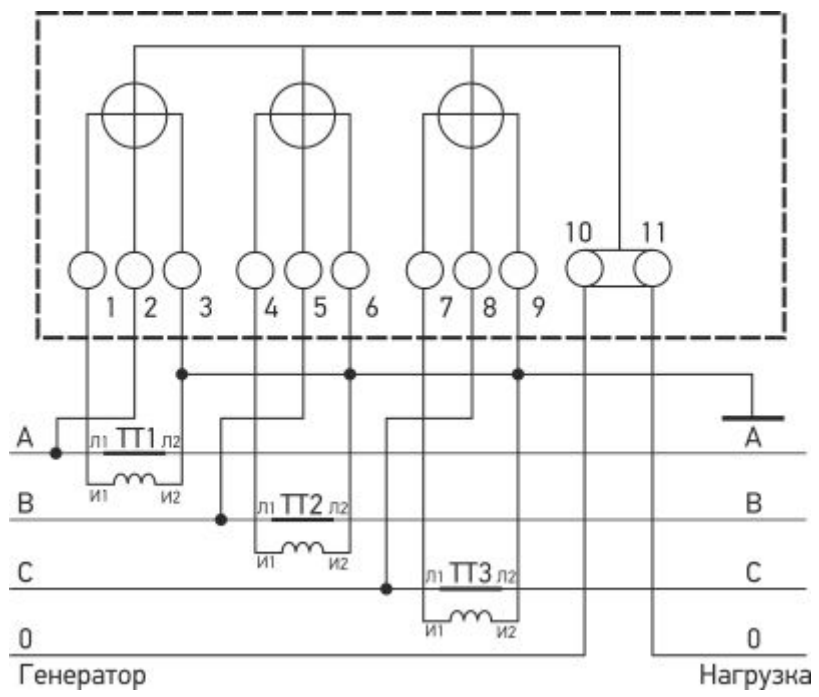 10 11
1 2 3 4 5 6 7 8 9
А Л1 ТТ1 Л2 А
И1 И2
В Л1 ТТ2 Л2 В
И1 И2
С Л1 ТТ3 Л2 С
И1 И2
0 0
Генератор Нагрузка